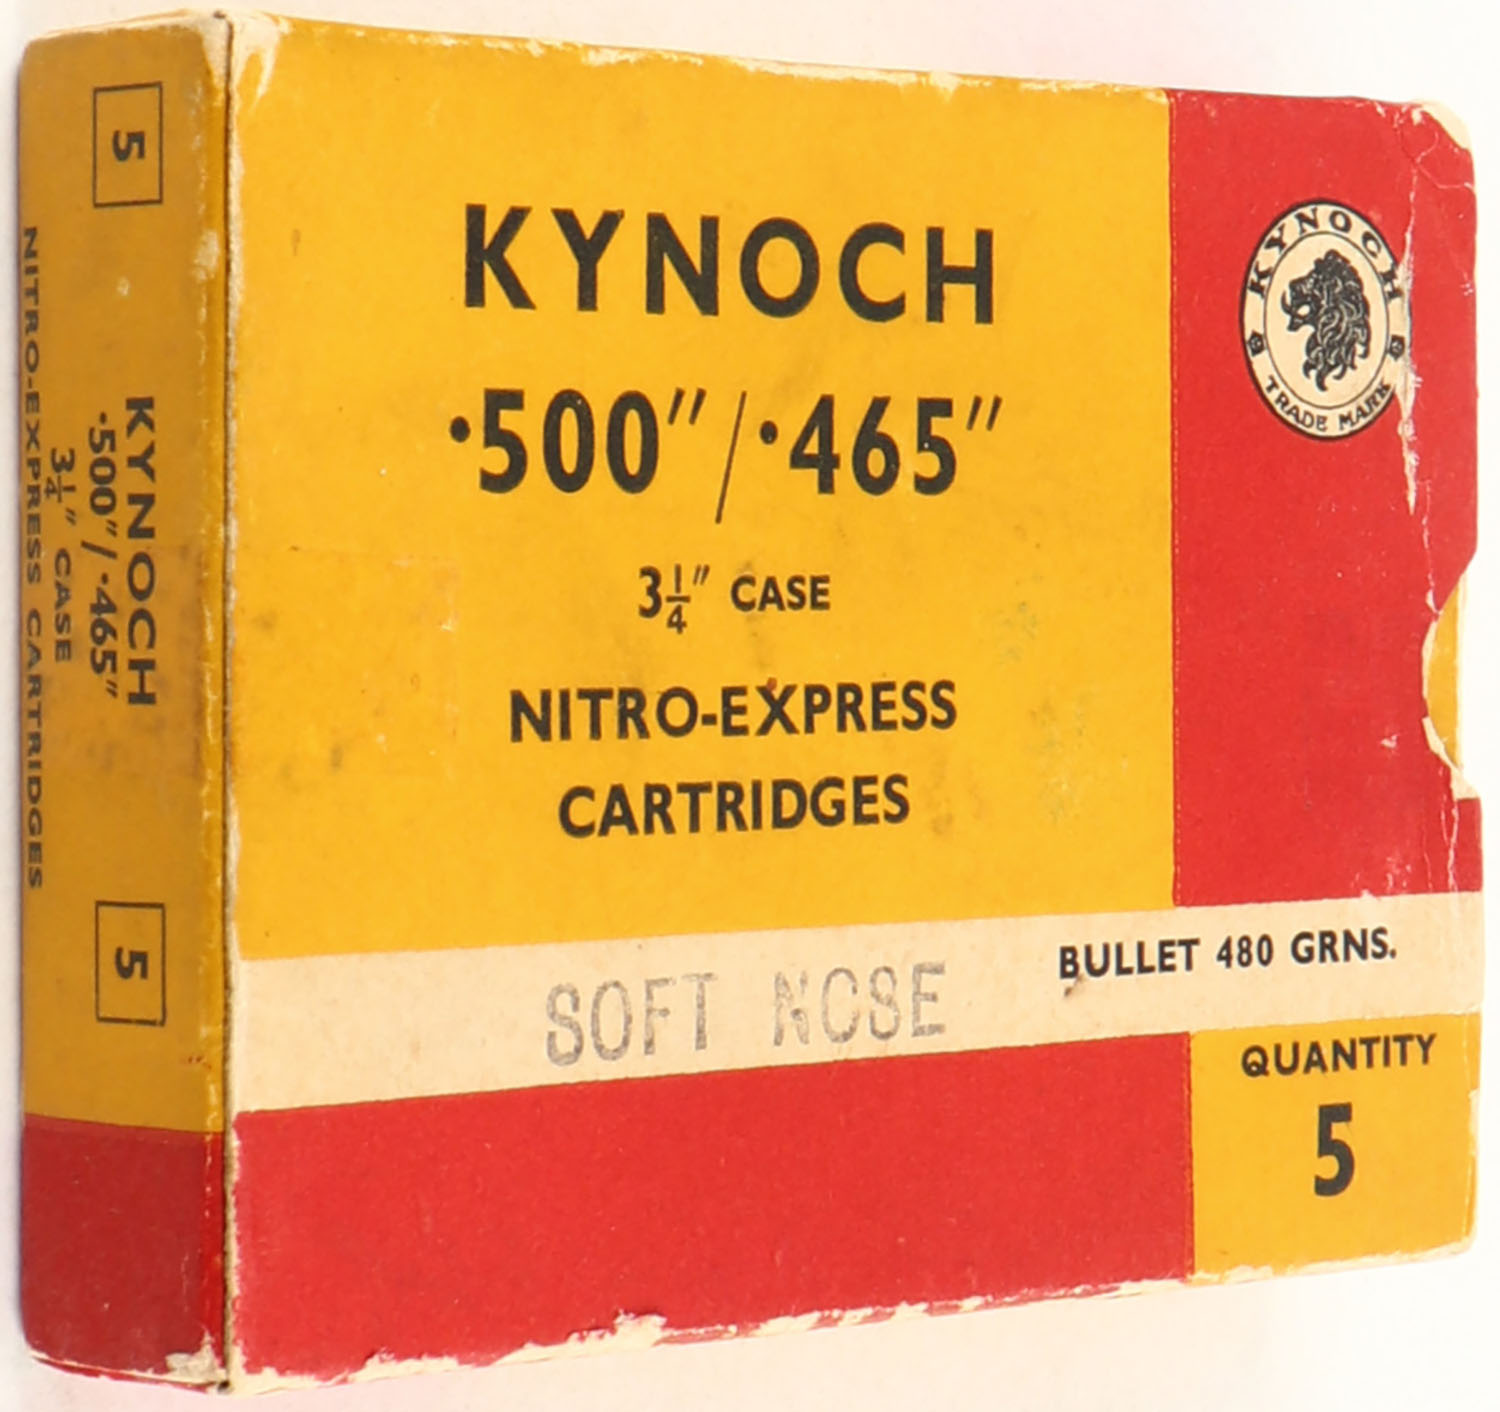 5
KYNOCH
·500"/·465"
3¼" CASE
NITRO-EXPRESS CARTRIDGES
5
KYNOCH
·500"/·465"
3¼" CASE
NITRO-EXPRESS
CARTRIDGES
KYNOCH
TRADE MARK
SOFT NOSE
BULLET 480 GRNS.
QUANTITY
5